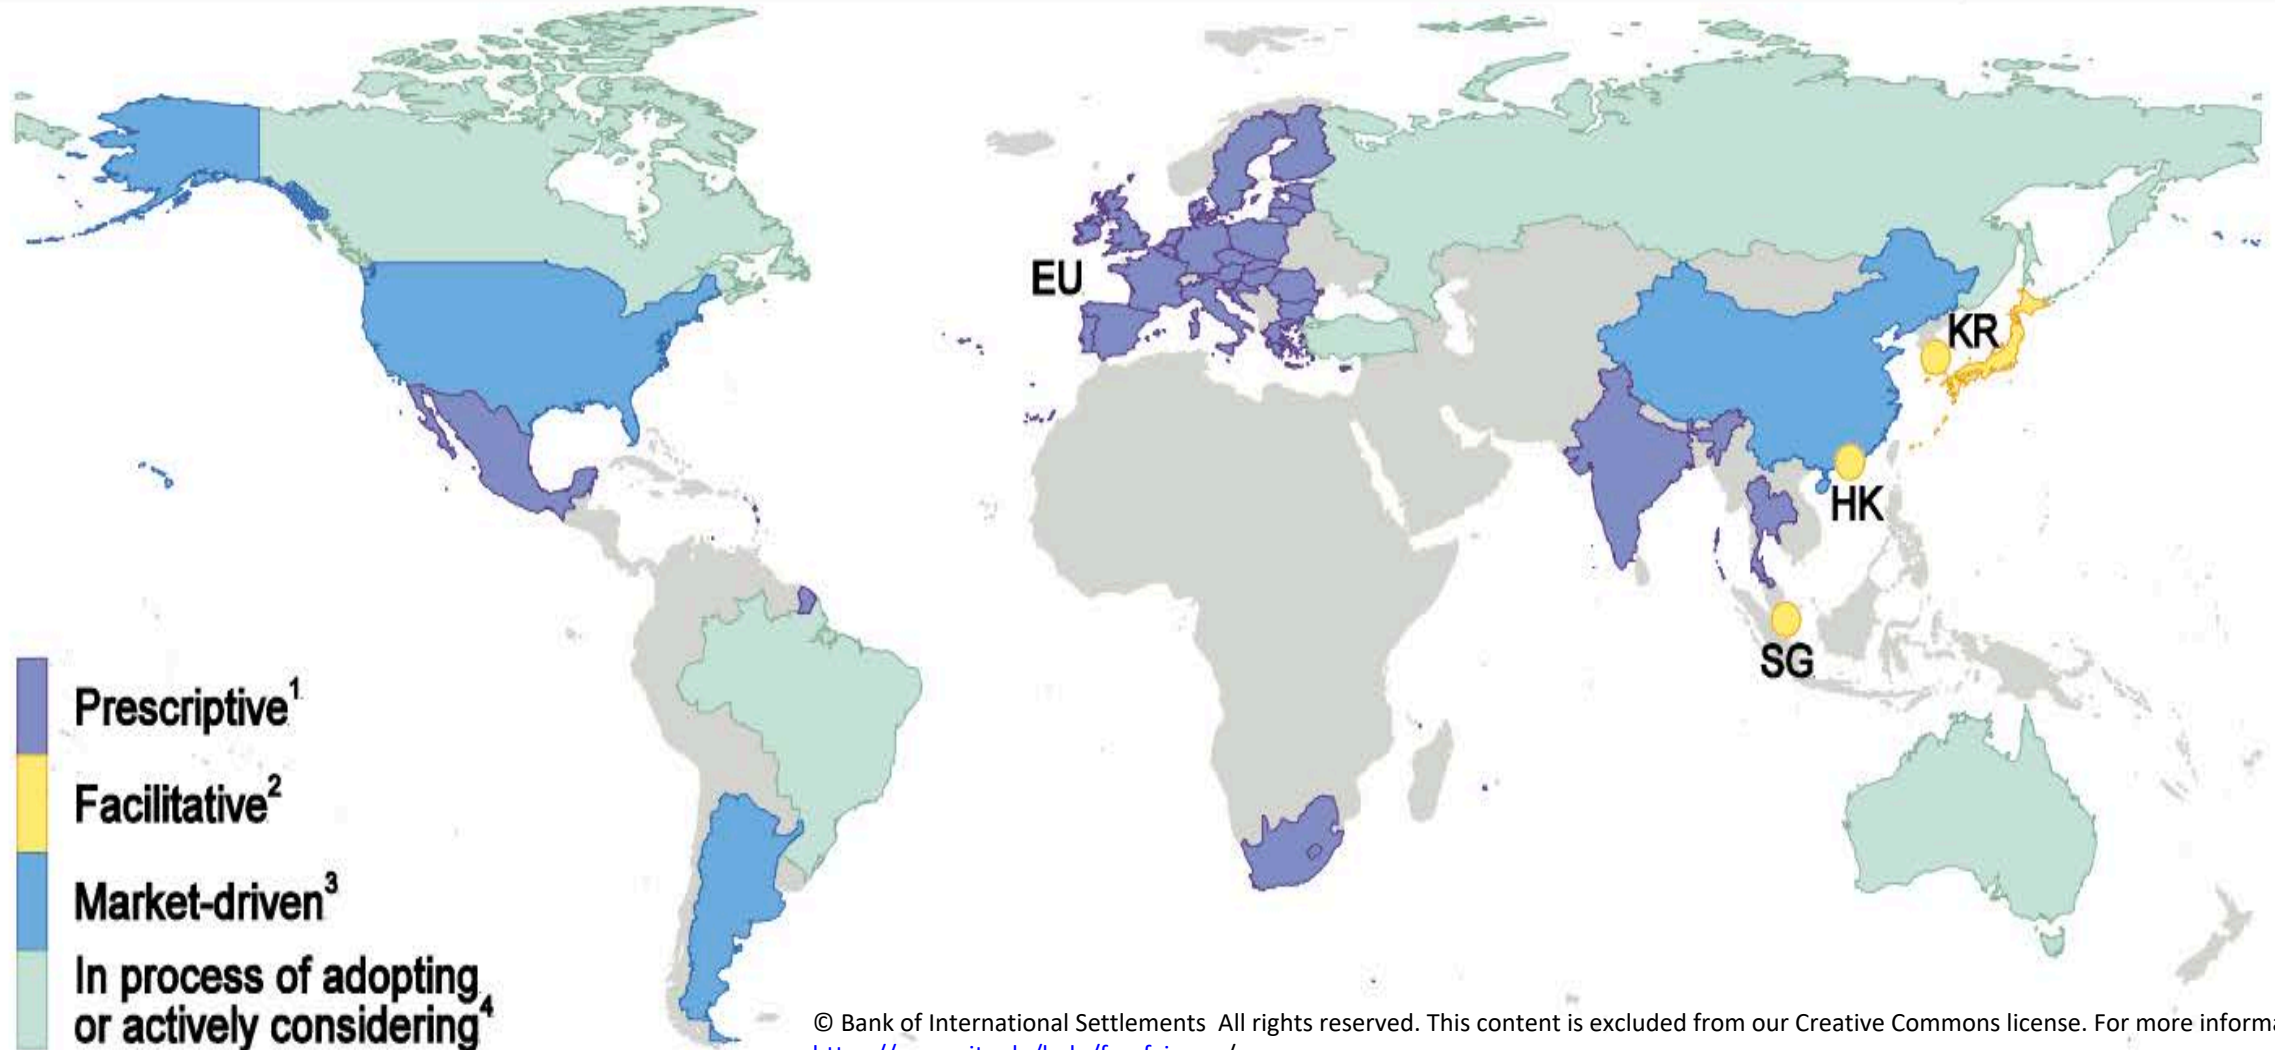 EU
KR
HK
SG
Prescriptive1
Facilitative2
Market-driven3
In process of adopting
or actively considering4
© Bank of International Settlements All rights reserved. This content is excluded from our Creative Commons license. For more